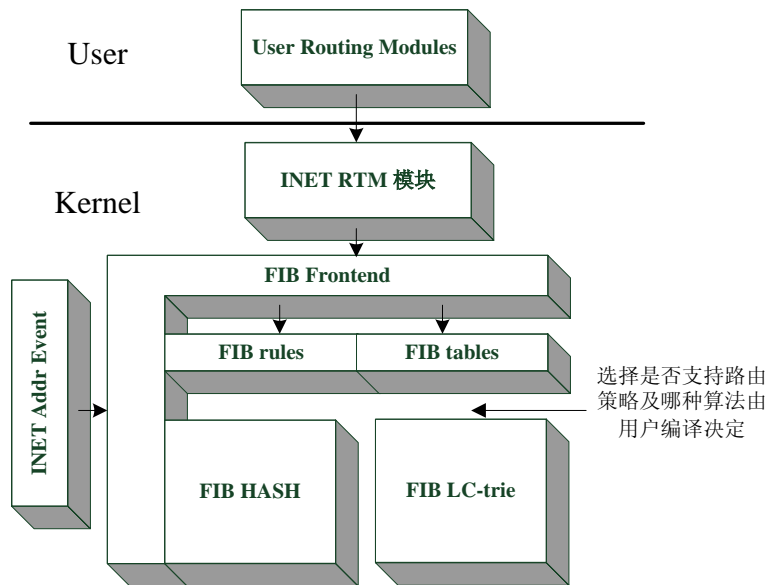 User
User Routing Modules
Kernel
INET RTM 模块
FIB Frontend
INET Addr Event
FIB rules
FIB tables
选择是否支持路由
策略及哪种算法由
用户编译决定
FIB HASH
FIB LC-trie